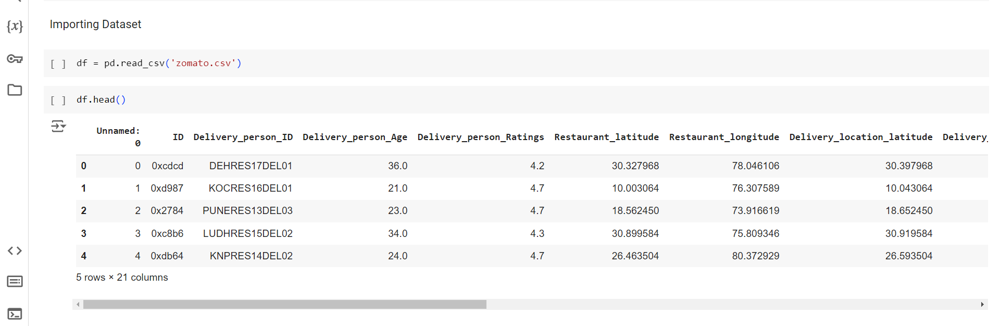 {x}
Importing Dataset
[ ] df = pd.read_csv('zomato.csv')
[ ] df.head()
Unnamed: 0 ID Delivery_person_ID Delivery_person_Age Delivery_person_Ratings Restaurant_latitude Restaurant_longitude Delivery_location_latitude Delivery_
0 0 0xcdcd DEHRES17DEL01 36.0 4.2 30.327968 78.046106 30.397968
1 1 0xd987 KOCRES16DEL01 21.0 4.7 10.003064 76.307589 10.043064
2 2 0x2784 PUNERES13DEL03 23.0 4.7 18.562450 73.916619 18.652450
3 3 0xc8b6 LUDHRES15DEL02 34.0 4.3 30.899584 75.809346 30.919584
4 4 0xdb64 KNPRES14DEL02 24.0 4.7 26.463504 80.372929 26.593504
5 rows × 21 columns